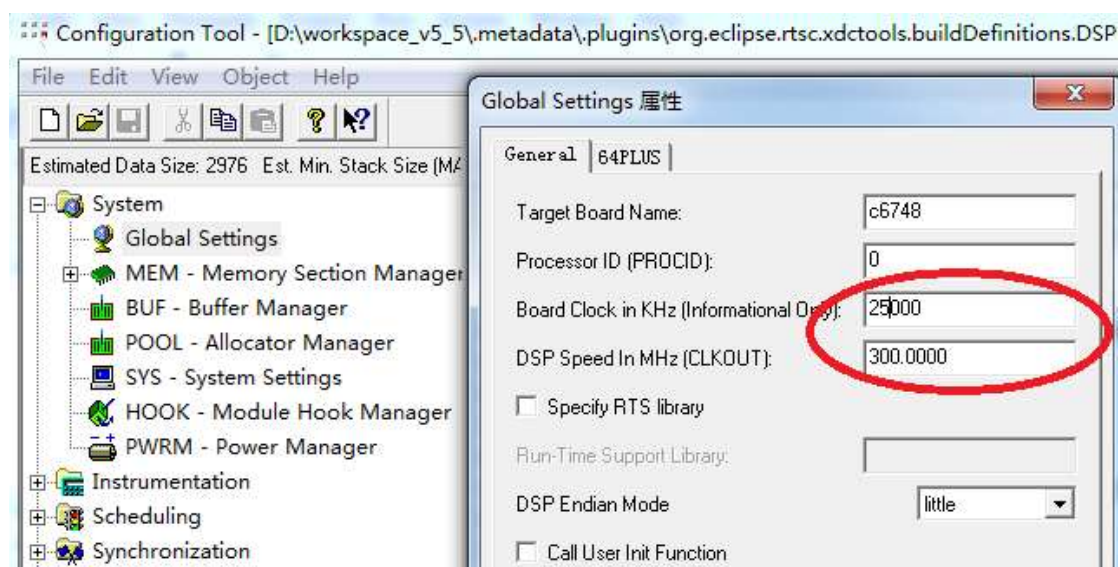 Configuration Tool - [D:\workspace_v5_5\.metadata\.plugins\org.eclipse.rtsc.xdctools.buildDefinitions.DSP
File Edit View Object Help
Estimated Data Size: 2976 Est. Min. Stack Size (MA
System
Global Settings
MEM - Memory Section Manager
BUF - Buffer Manager
POOL - Allocator Manager
SYS - System Settings
HOOK - Module Hook Manager
PWRM - Power Manager
Instrumentation
Scheduling
Synchronization
Global Settings 属性
General 64PLUS
Target Board Name: c6748
Processor ID (PROCID): 0
Board Clock in KHz (Informational Only): 25000
DSP Speed In MHz (CLKOUT): 300.0000
Specify RTS library
Run-Time Support Library:
DSP Endian Mode little
Call User Init Function